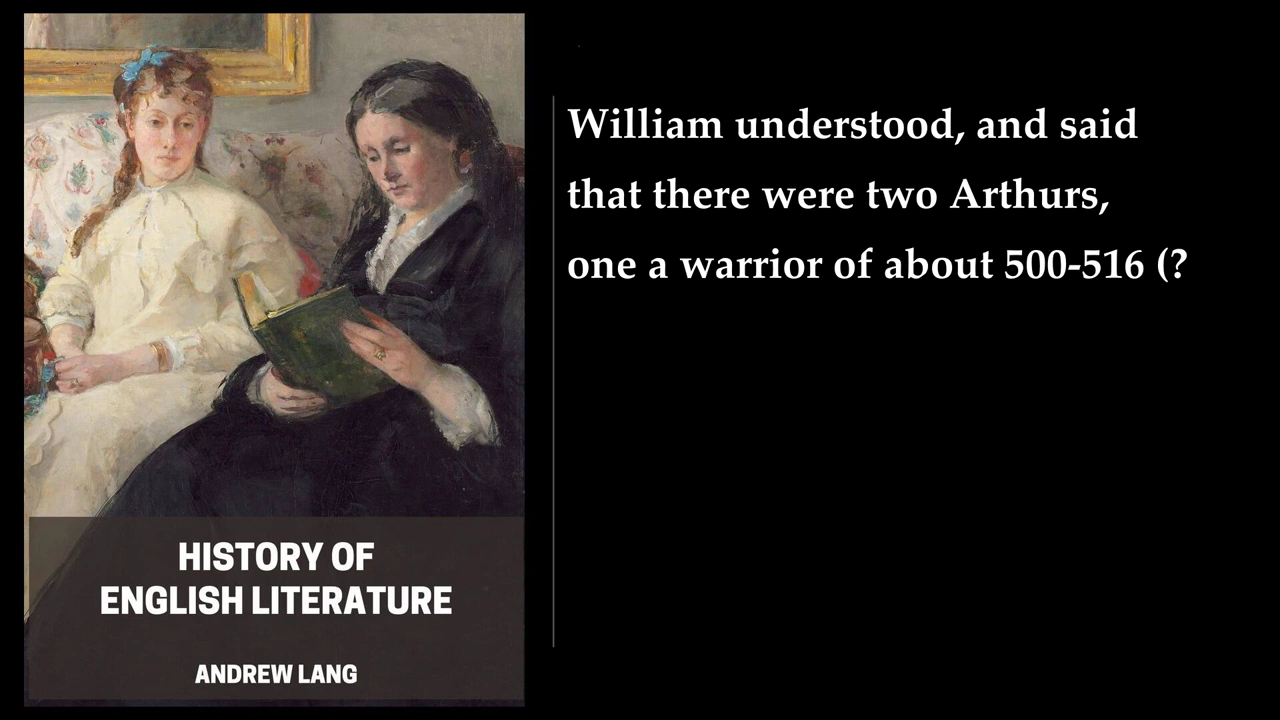 HISTORY OF
ENGLISH LITERATURE
ANDREW LANG
William understood, and said
that there were two Arthurs,
one a warrior of about 500-516 (?